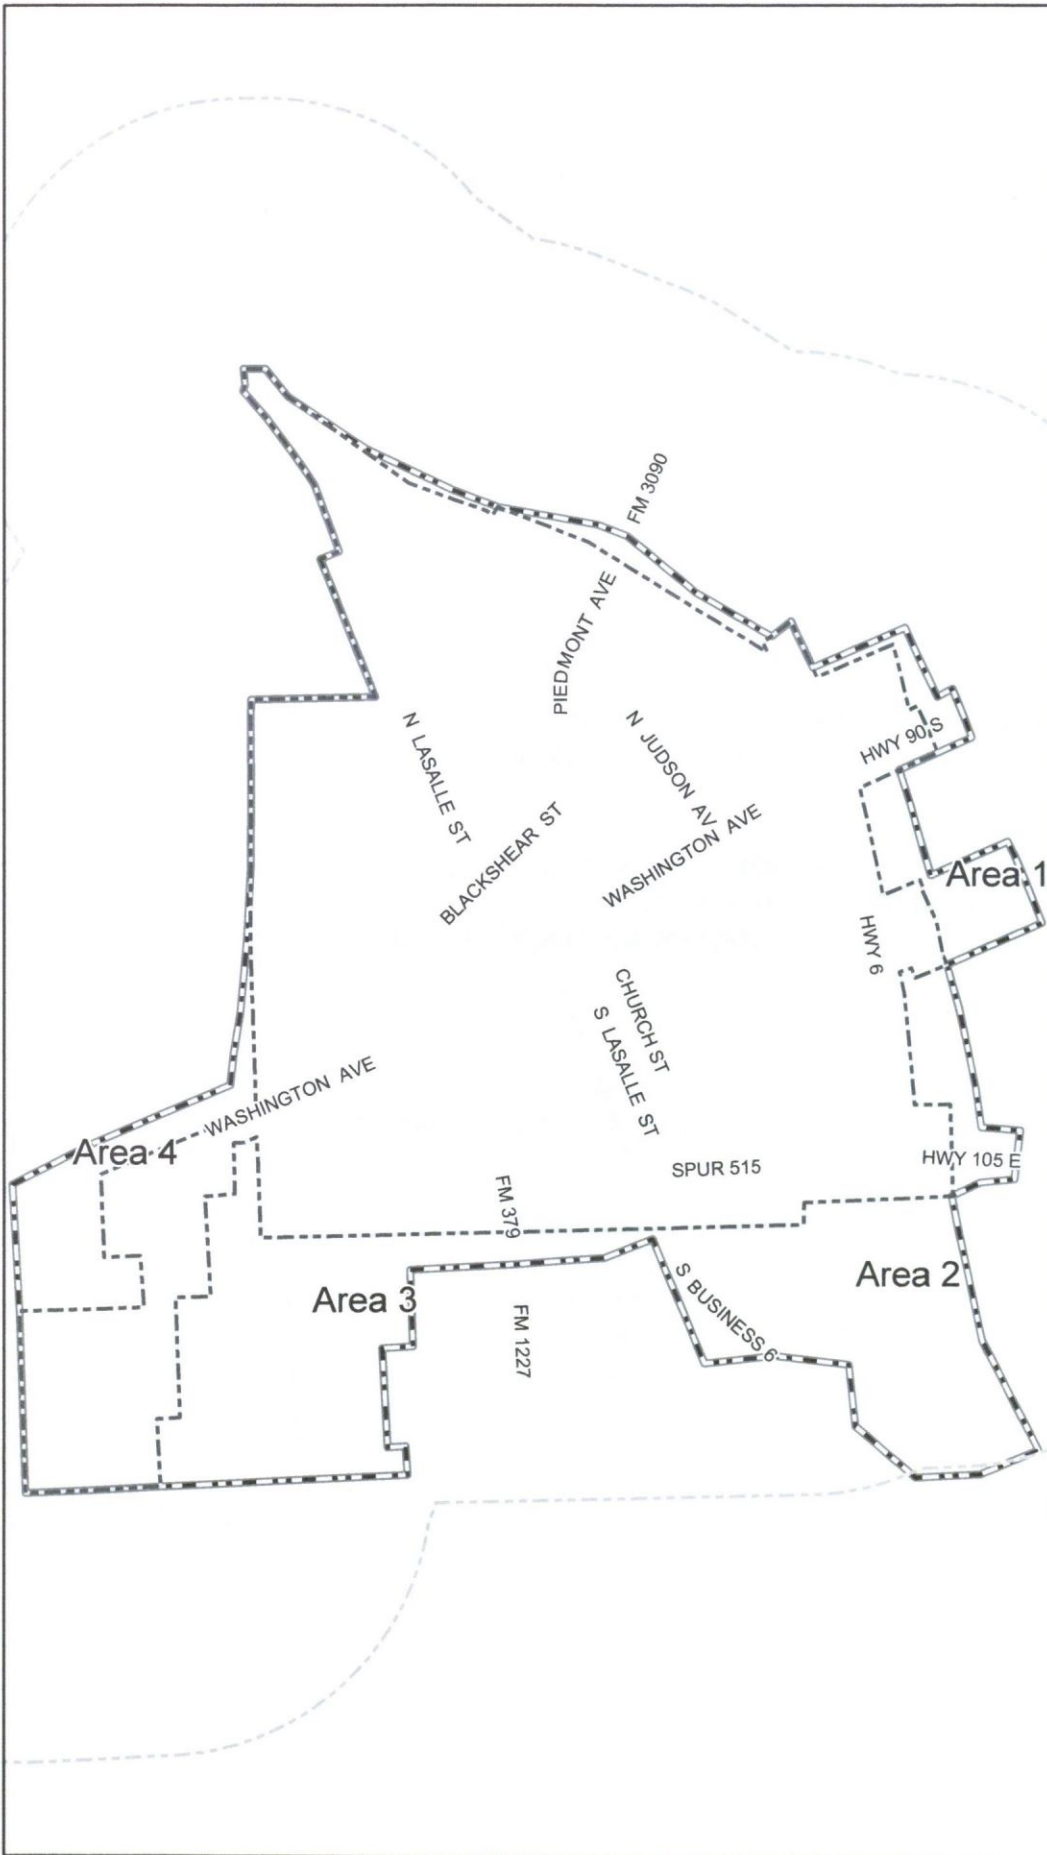 FM 3090
PIEDMONT AVE
N LASALLE ST
N JUDSON AV
HWY 90 S
BLACKSHEAR ST
WASHINGTON AVE
Area 1
HWY 6
CHURCH ST
S LASALLE ST
WASHINGTON AVE
Area 4
SPUR 515
HWY 105 E
FM 379
Area 2
Area 3
S BUSINESS 6
FM 1227